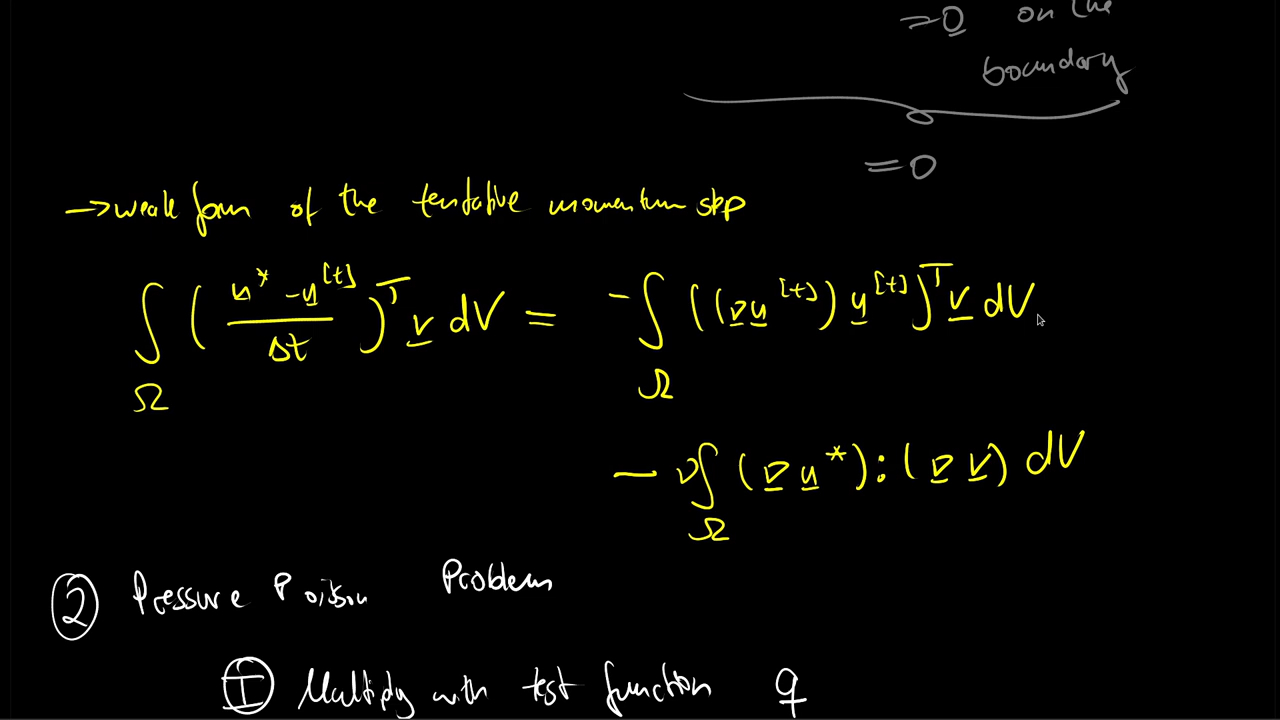 =0 on the
boundary
=0
→ weak form of the tentative momentum step
∫_Ω ( (u* - u^[t]) / Δt )^T v dV = - ∫_Ω ( (∇u^[t]) u^[t] )^T v dV
- ν ∫_Ω (∇ u*) : (∇ v) dV
② Pressure Poisson Problem
Ⓘ Multiply with test function q